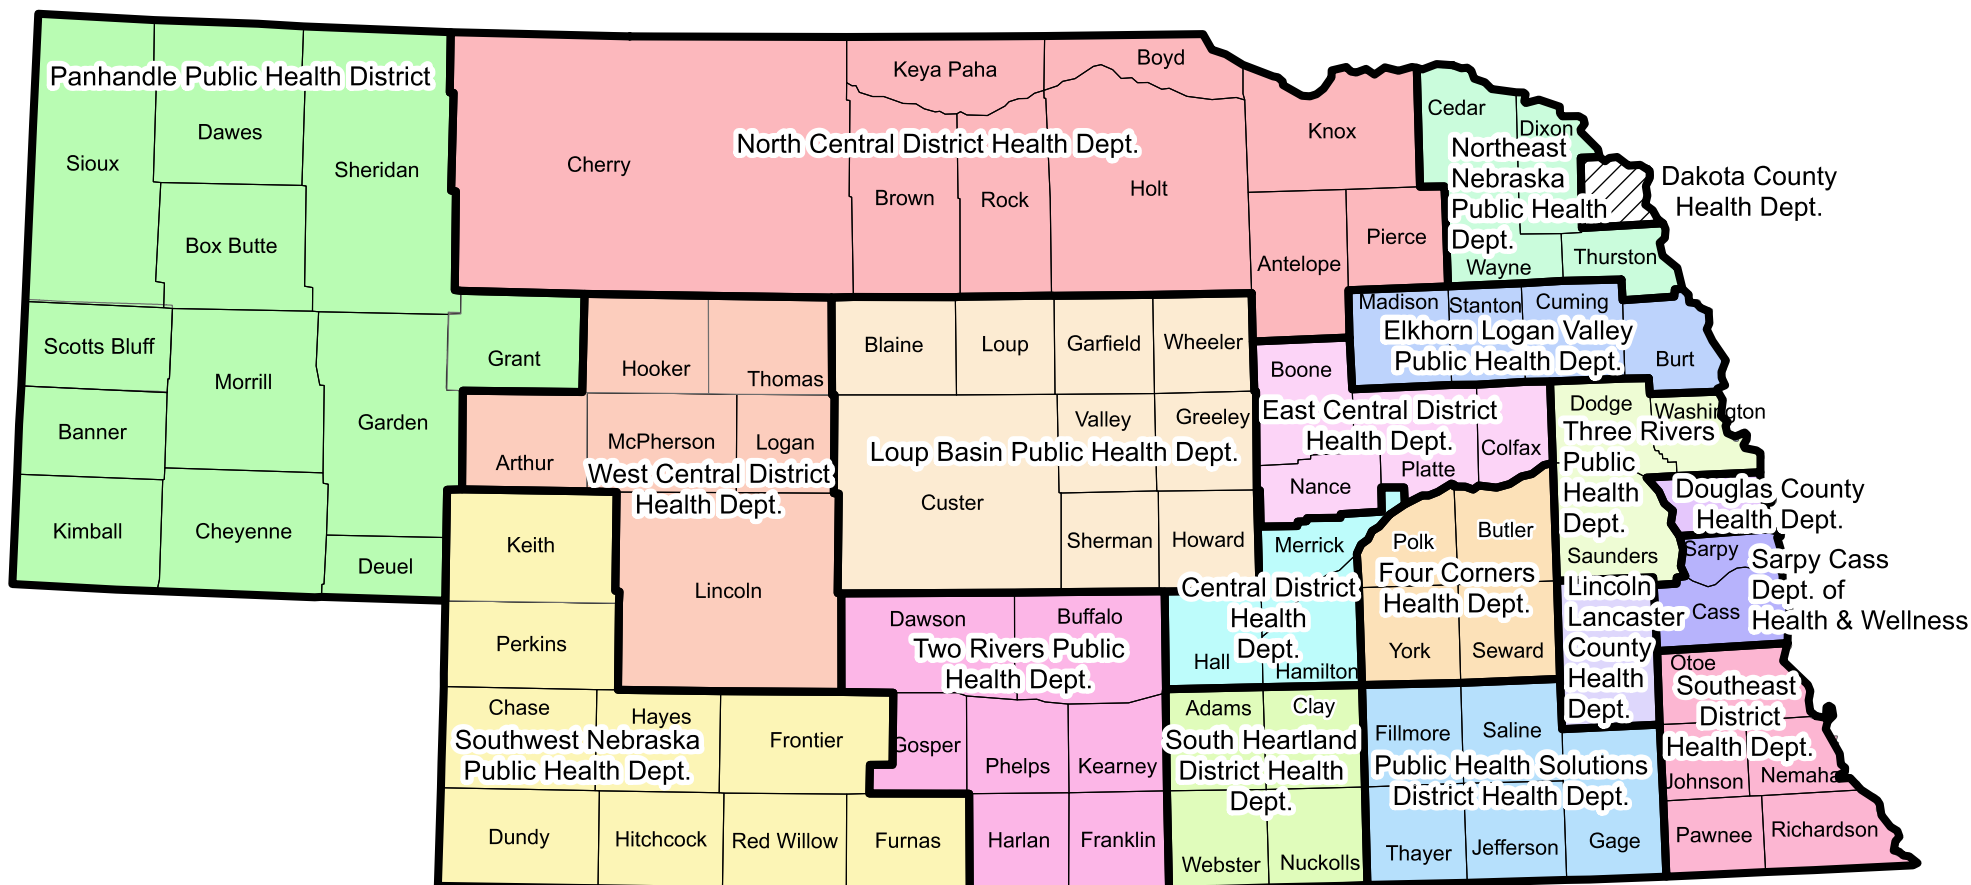 Panhandle Public Health District
Sioux
Dawes
Sheridan
Box Butte
Scotts Bluff
Morrill
Garden
Grant
Banner
Kimball
Cheyenne
Deuel
North Central District Health Dept.
Cherry
Keya Paha
Boyd
Brown
Rock
Holt
Knox
Antelope
Pierce
Cedar
Dixon
Northeast
Nebraska
Public Health
Dept.
Wayne
Thurston
Dakota County
Health Dept.
Madison
Stanton
Cuming
Elkhorn Logan Valley
Public Health Dept.
Burt
Hooker
Thomas
Arthur
McPherson
Logan
West Central District
Health Dept.
Lincoln
Blaine
Loup
Garfield
Wheeler
Valley
Greeley
Loup Basin Public Health Dept.
Custer
Sherman
Howard
Boone
East Central District
Health Dept.
Platte
Colfax
Nance
Dodge
Washington
Three Rivers
Public
Health
Dept.
Saunders
Douglas County
Health Dept.
Sarpy
Sarpy Cass
Dept. of
Health & Wellness
Cass
Merrick
Central District
Health
Dept.
Hall
Hamilton
Polk
Butler
Four Corners
Health Dept.
York
Seward
Lincoln
Lancaster
County
Health
Dept.
Keith
Perkins
Chase
Hayes
Frontier
Southwest Nebraska
Public Health Dept.
Dundy
Hitchcock
Red Willow
Furnas
Dawson
Buffalo
Two Rivers Public
Health Dept.
Gosper
Phelps
Kearney
Harlan
Franklin
Adams
Clay
South Heartland
District Health
Dept.
Webster
Nuckolls
Fillmore
Saline
Public Health Solutions
District Health Dept.
Thayer
Jefferson
Gage
Otoe
Southeast
District
Health Dept.
Johnson
Nemaha
Pawnee
Richardson